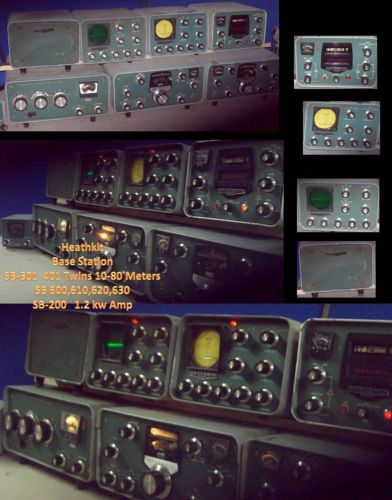 Heathkit
Base Station
SB-301 401 Twins 10-80 Meters
SB 600,610,620,630
SB-200 1.2 kw Amp